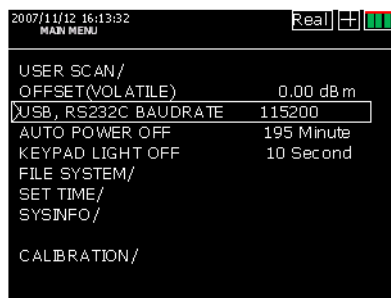 2007/11/12 16:13:32 Real
MAIN MENU
USER SCAN/
OFFSET(VOLATILE) 0.00 dBm
USB, RS232C BAUDRATE 115200
AUTO POWER OFF 195 Minute
KEYPAD LIGHT OFF 10 Second
FILE SYSTEM/
SET TIME/
SYSINFO/
CALIBRATION/